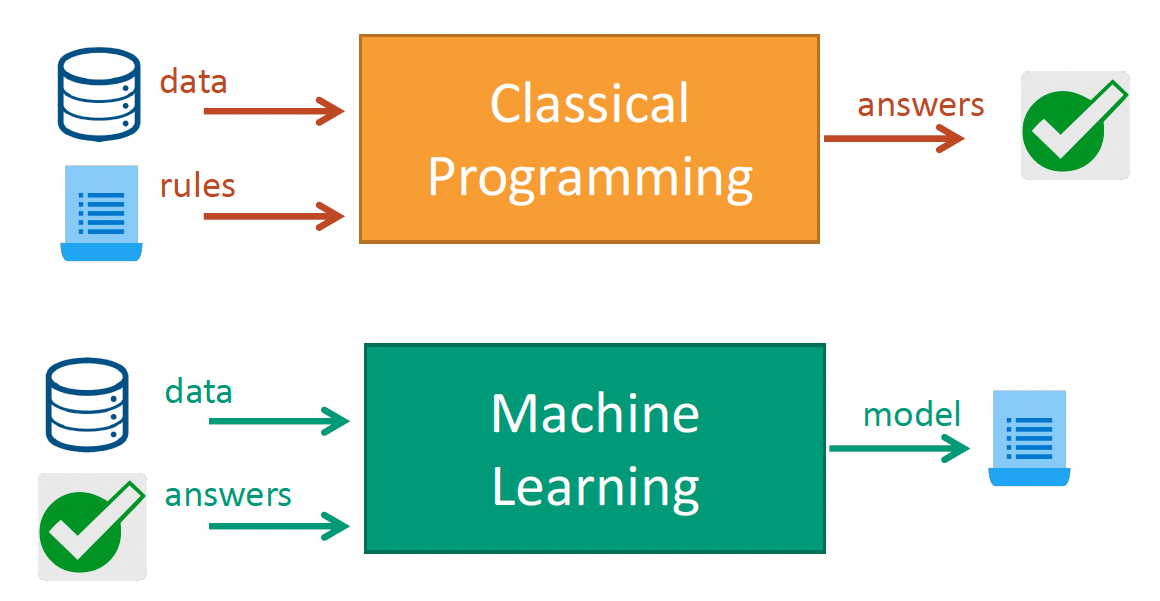 data
rules
Classical
Programming
answers
data
answers
Machine
Learning
model